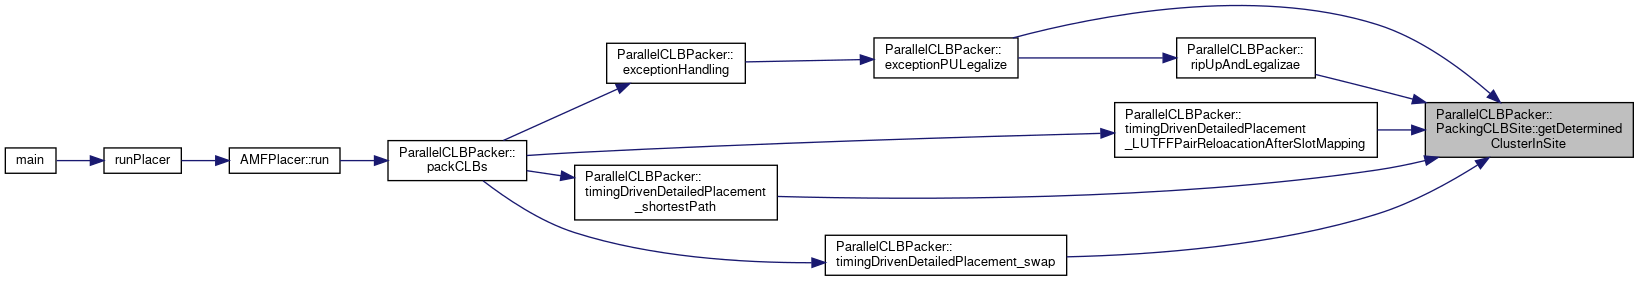 main
runPlacer
AMFPlacer::run
ParallelCLBPacker::
packCLBs
ParallelCLBPacker::
exceptionHandling
ParallelCLBPacker::
timingDrivenDetailedPlacement
_shortestPath
ParallelCLBPacker::
timingDrivenDetailedPlacement_swap
ParallelCLBPacker::
exceptionPULegalize
ParallelCLBPacker::
timingDrivenDetailedPlacement
_LUTFFPairReloacationAfterSlotMapping
ParallelCLBPacker::
ripUpAndLegalizae
ParallelCLBPacker::
PackingCLBSite::getDetermined
ClusterInSite